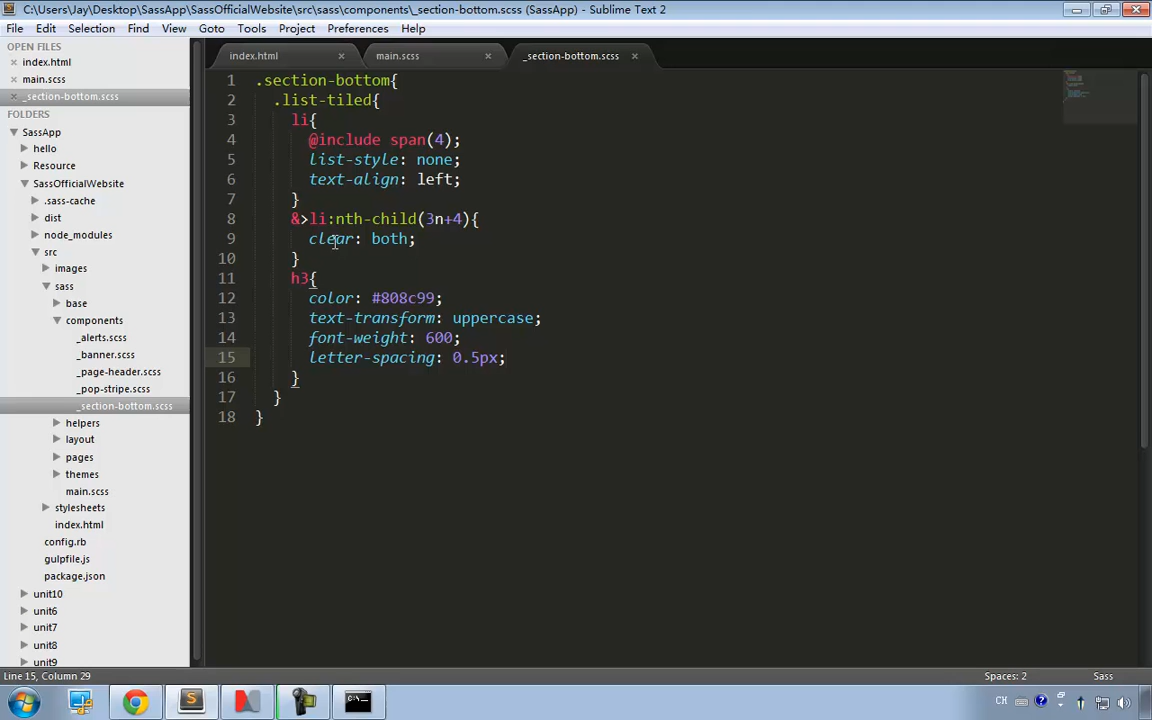 C:\Users\Jay\Desktop\SassApp\SassOfficialWebsite\src\sass\components\_section-bottom.scss (SassApp) - Sublime Text 2
File Edit Selection Find View Goto Tools Project Preferences Help
OPEN FILES
index.html
main.scss
_section-bottom.scss
FOLDERS
SassApp
hello
Resource
SassOfficialWebsite
.sass-cache
dist
node_modules
src
images
sass
base
components
_alerts.scss
_banner.scss
_page-header.scss
_pop-stripe.scss
_section-bottom.scss
helpers
layout
pages
themes
main.scss
stylesheets
index.html
config.rb
gulpfile.js
package.json
unit10
unit6
unit7
unit8
unit9
index.html × main.scss × _section-bottom.scss ×
1 .section-bottom{
2 .list-tiled{
3 li{
4 @include span(4);
5 list-style: none;
6 text-align: left;
7 }
8 &>li:nth-child(3n+4){
9 clear: both;
10 }
11 h3{
12 color: #808c99;
13 text-transform: uppercase;
14 font-weight: 600;
15 letter-spacing: 0.5px;
16 }
17 }
18 }
Line 15, Column 29 Spaces: 2 Sass
CH